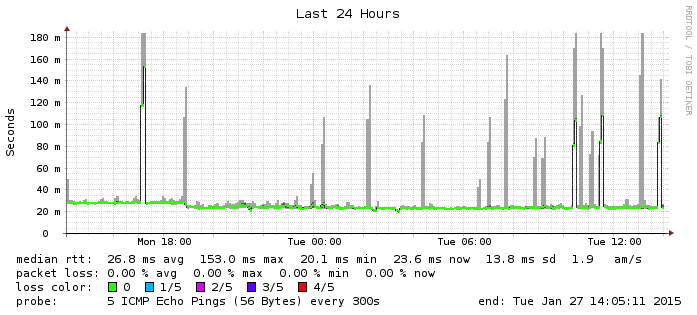 Last 24 Hours
RRDTOOL / TOBI OETIKER
Seconds
180 m
160 m
140 m
120 m
100 m
80 m
60 m
40 m
20 m
0
Mon 18:00 Tue 00:00 Tue 06:00 Tue 12:00
median rtt: 26.8 ms avg 153.0 ms max 20.1 ms min 23.6 ms now 13.8 ms sd 1.9 am/s
packet loss: 0.00 % avg 0.00 % max 0.00 % min 0.00 % now
loss color: 0 1/5 2/5 3/5 4/5
probe: 5 ICMP Echo Pings (56 Bytes) every 300s end: Tue Jan 27 14:05:11 2015